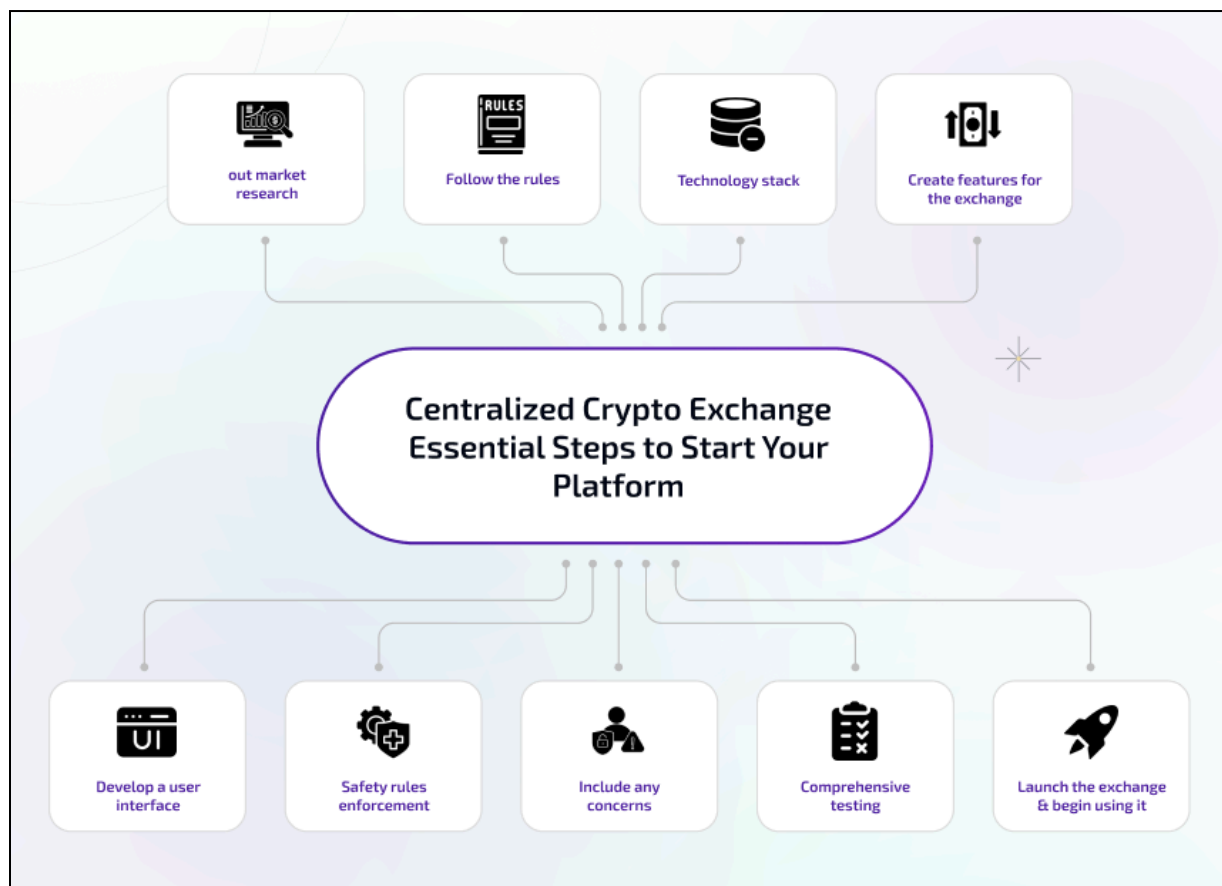 RULES
out market
research
Follow the rules
Technology stack
Create features for
the exchange
Centralized Crypto Exchange
Essential Steps to Start Your
Platform
UI
Develop a user
interface
Safety rules
enforcement
Include any
concerns
Comprehensive
testing
Launch the exchange
& begin using it